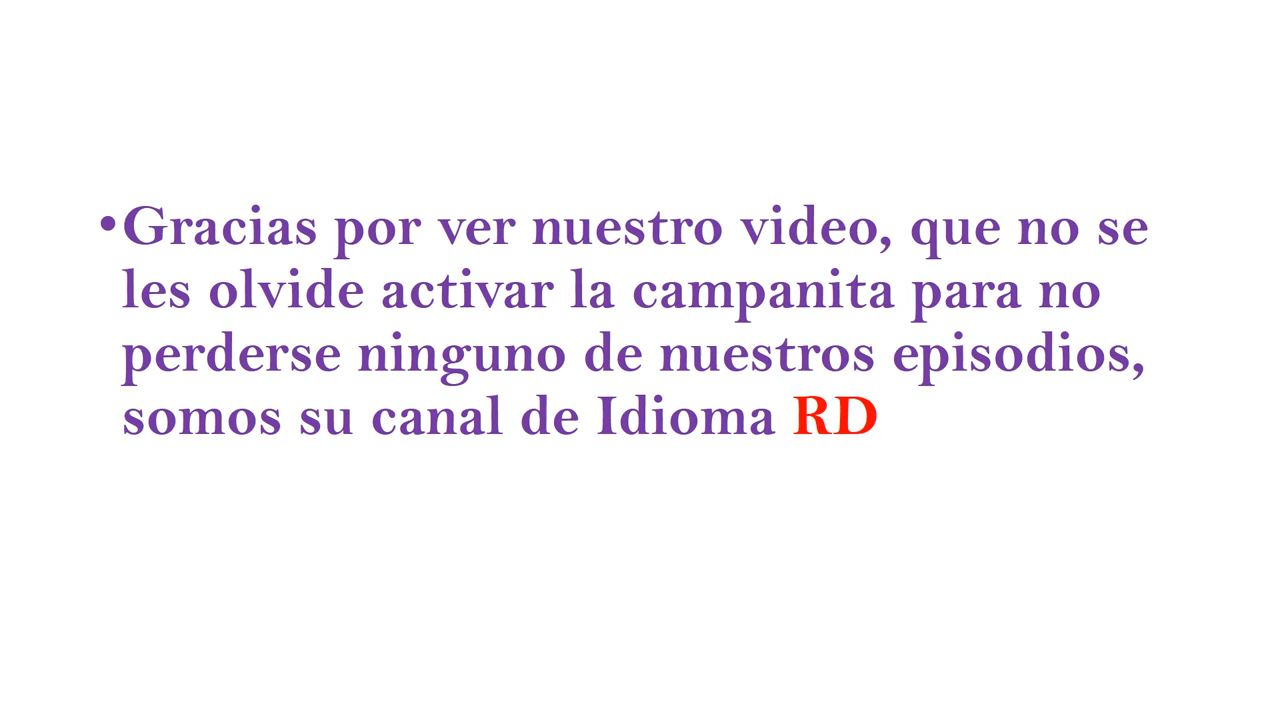 •Gracias por ver nuestro video, que no se
les olvide activar la campanita para no
perderse ninguno de nuestros episodios,
somos su canal de Idioma RD